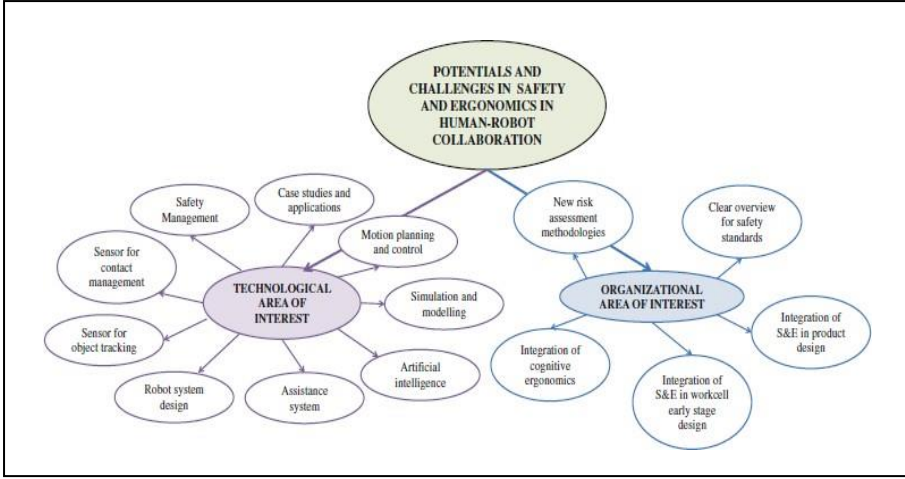 POTENTIALS AND
CHALLENGES IN SAFETY
AND ERGONOMICS IN
HUMAN-ROBOT
COLLABORATION
Case studies and
applications
Safety
Management
New risk
assessment
methodologies
Clear overview
for safety
standards
Motion planning
and control
Sensor for
contact
management
TECHNOLOGICAL
AREA OF
INTEREST
ORGANIZATIONAL
AREA OF INTEREST
Simulation and
modelling
Integration of
S&E in product
design
Sensor for
object tracking
Integration of
cognitive
ergonomics
Artificial
intelligence
Robot system
design
Assistance
system
Integration of
S&E in workcell
early stage
design